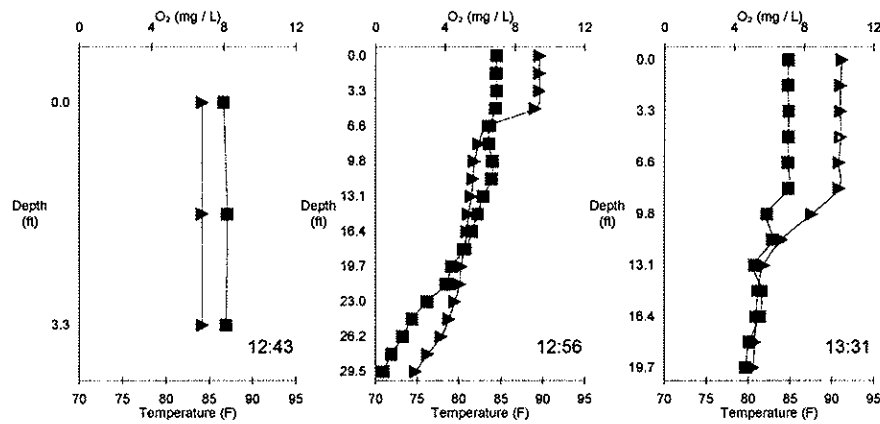 O₂ (mg / L)
0 4 8 12
0.0
Depth
(ft)
3.3
12:43
70 75 80 85 90 95
Temperature (F)
O₂ (mg / L)
0 4 8 12
0.0
3.3
6.6
9.8
Depth
(ft)
13.1
16.4
19.7
23.0
26.2
29.5
12:56
70 75 80 85 90 95
Temperature (F)
O₂ (mg / L)
0 4 8 12
0.0
3.3
6.6
Depth
(ft)
9.8
13.1
16.4
19.7
13:31
70 75 80 85 90 95
Temperature (F)